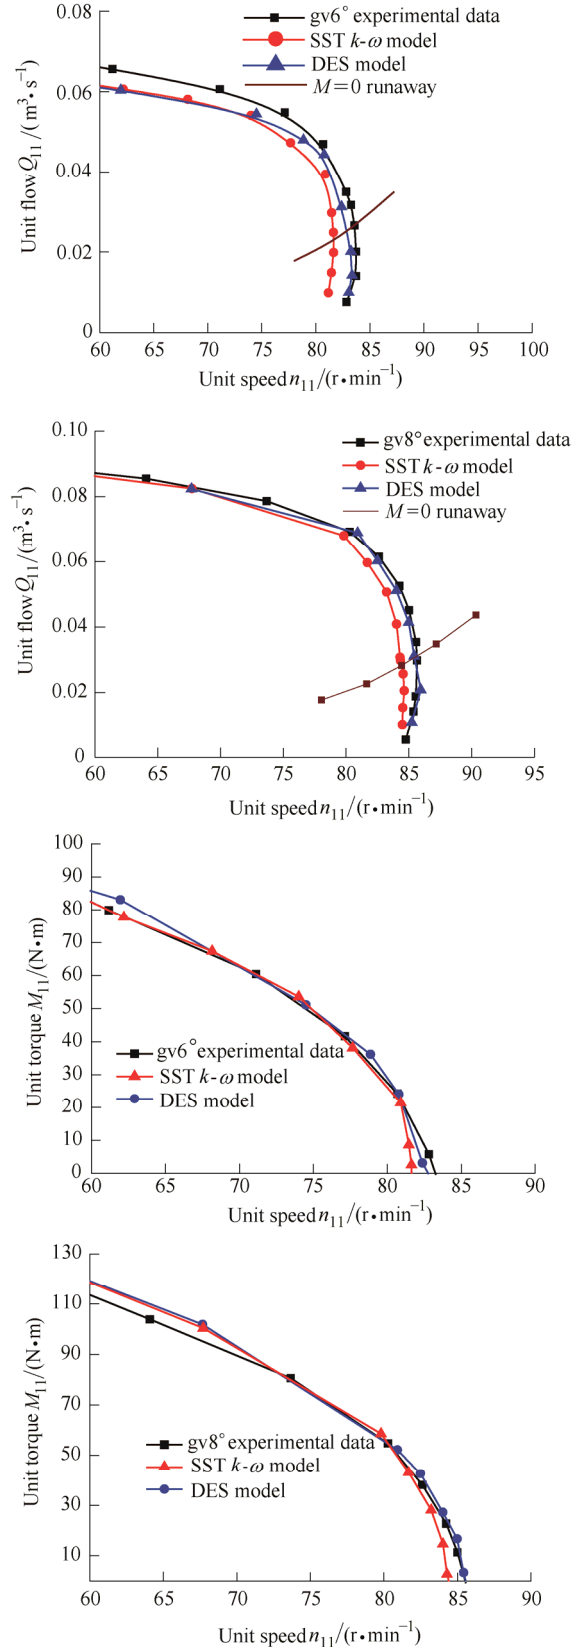 gv6° experimental data
SST k-ω model
DES model
M=0 runaway
0.08
0.06
0.04
0.02
0
Unit flow Q11/(m³•s⁻¹)
60 65 70 75 80 85 90 95 100
Unit speed n11/(r•min⁻¹)
gv8° experimental data
SST k-ω model
DES model
M=0 runaway
0.10
0.08
0.06
0.04
0.02
0
Unit flow Q11/(m³•s⁻¹)
60 65 70 75 80 85 90 95
Unit speed n11/(r•min⁻¹)
100
90
80
70
60
50
40
30
20
10
0
Unit torque M11/(N•m)
gv6° experimental data
SST k-ω model
DES model
60 70 75 80 85 90
Unit speed n11/(r•min⁻¹)
130
110
90
70
50
30
10
Unit torque M11/(N•m)
gv8° experimental data
SST k-ω model
DES model
60 70 75 80 85 90
Unit speed n11/(r•min⁻¹)